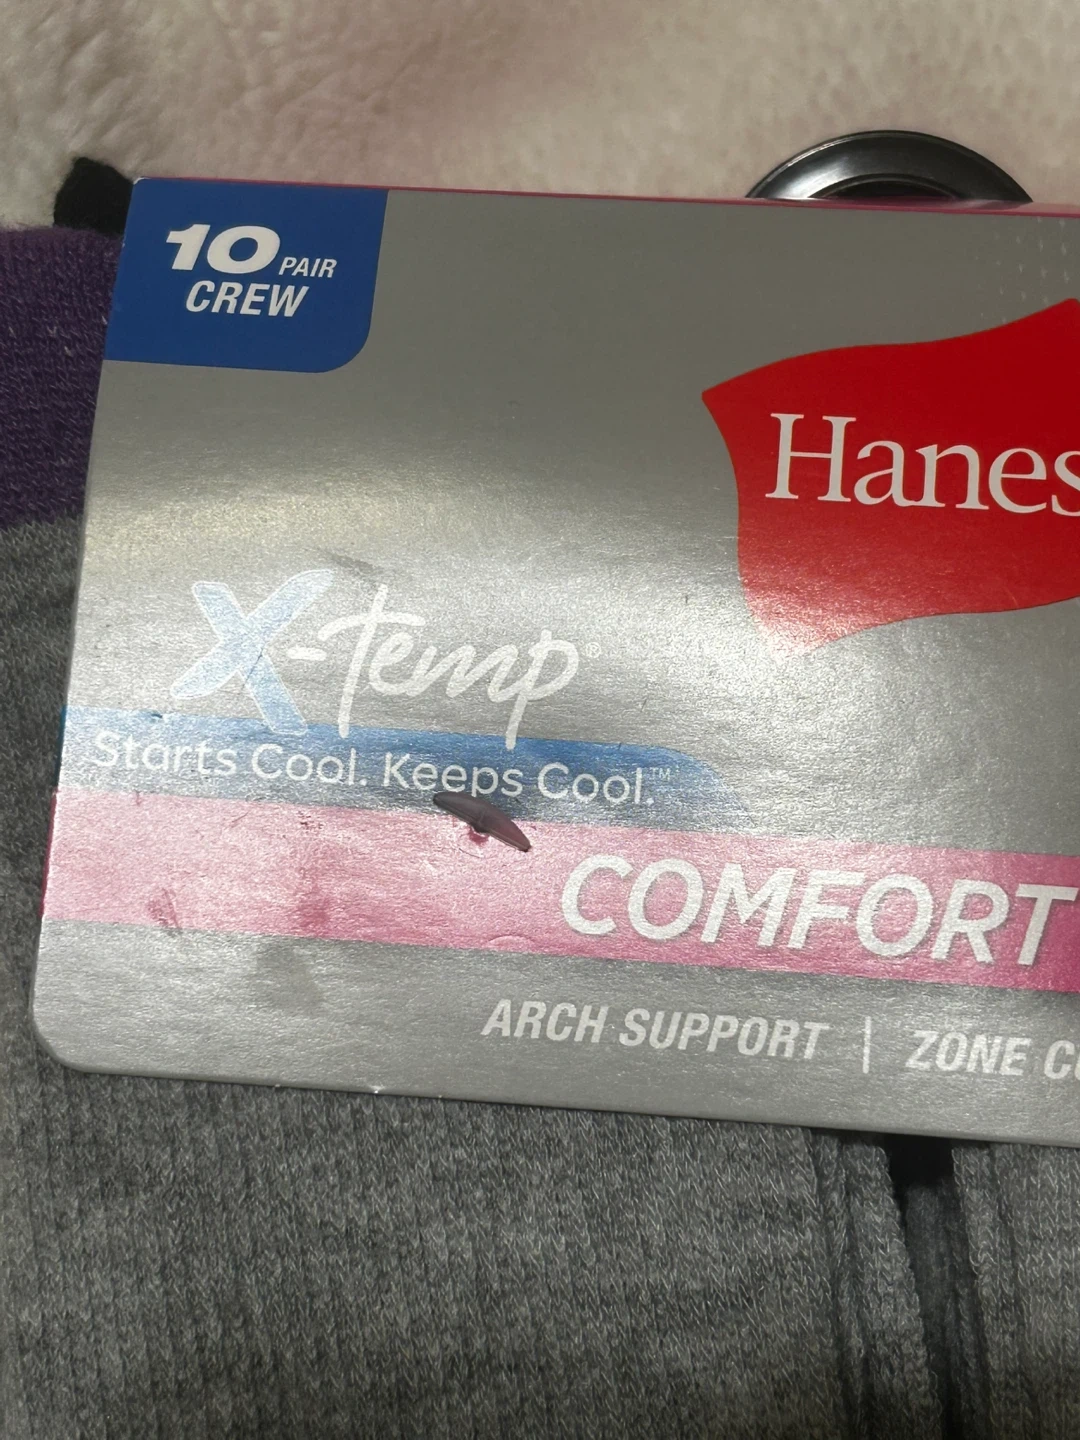 10 PAIR
CREW
Hanes
X-temp®
Starts Cool. Keeps Cool.™
COMFORT
ARCH SUPPORT | ZONE